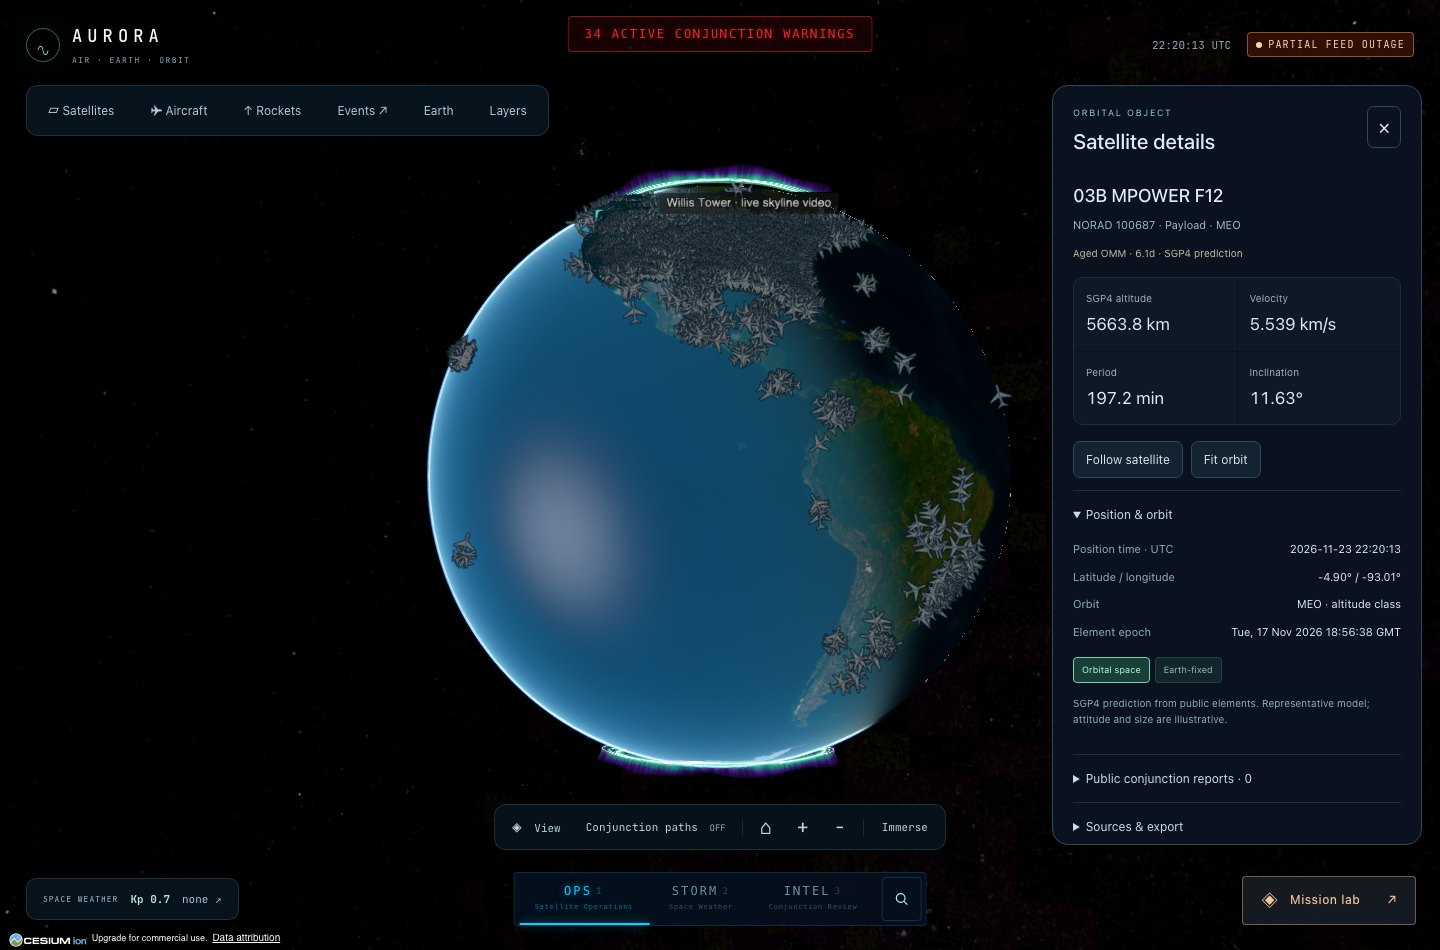 AURORA
AIR · EARTH · ORBIT
34 ACTIVE CONJUNCTION WARNINGS
22:20:13 UTC
PARTIAL FEED OUTAGE
Satellites
Aircraft
↑ Rockets
Events ↗
Earth
Layers
Willis Tower · live skyline video
ORBITAL OBJECT
Satellite details
×
03B MPOWER F12
NORAD 100687 · Payload · MEO
Aged OMM · 6.1d · SGP4 prediction
SGP4 altitude
5663.8 km
Velocity
5.539 km/s
Period
197.2 min
Inclination
11.63°
Follow satellite
Fit orbit
▼ Position & orbit
Position time · UTC
2026-11-23 22:20:13
Latitude / longitude
-4.90° / -93.01°
Orbit
MEO · altitude class
Element epoch
Tue, 17 Nov 2026 18:56:38 GMT
Orbital space
Earth-fixed
SGP4 prediction from public elements. Representative model;
attitude and size are illustrative.
▶ Public conjunction reports · 0
▶ Sources & export
◈ View
Conjunction paths OFF
+
-
Immerse
OPS 1
Satellite Operations
STORM 2
Space Weather
INTEL 3
Conjunction Review
SPACE WEATHER Kp 0.7 none ↗
Mission lab ↗
CESIUM ion Upgrade for commercial use. Data attribution